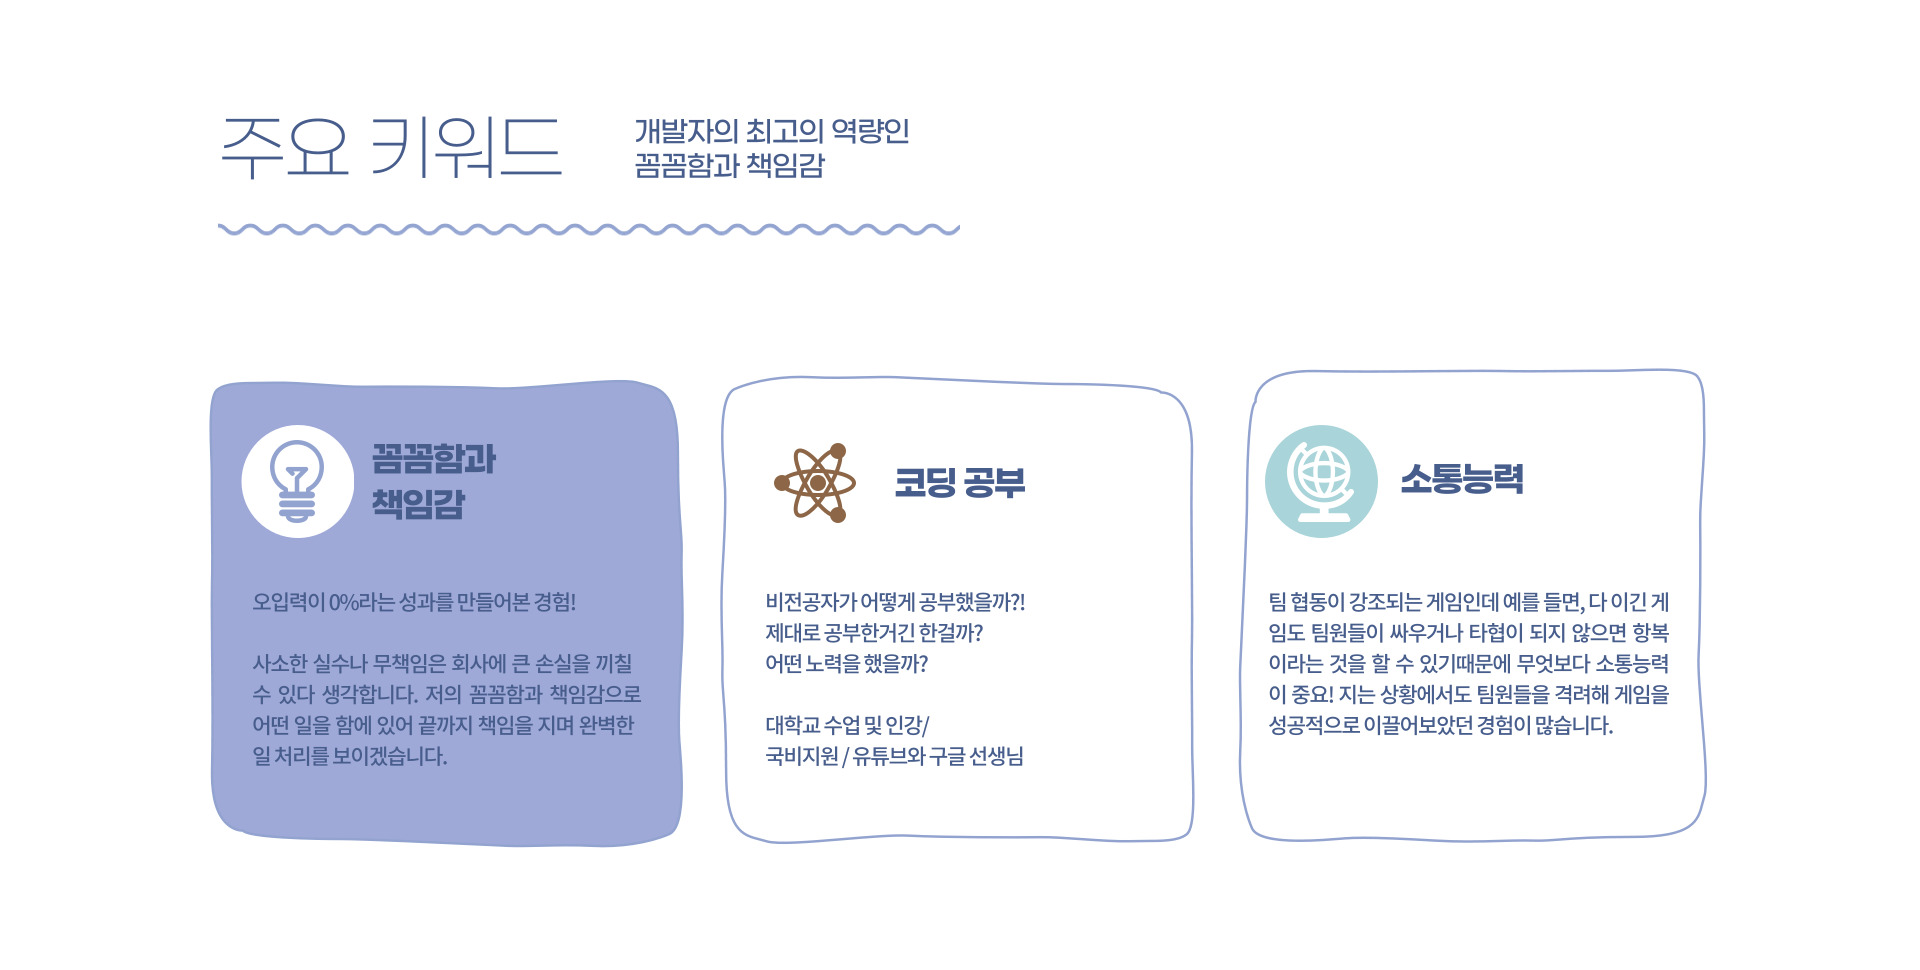 주요 키워드
개발자의 최고의 역량인
꼼꼼함과 책임감
꼼꼼함과
책임감
오입력이 0%라는 성과를 만들어본 경험!
사소한 실수나 무책임은 회사에 큰 손실을 끼칠
수 있다 생각합니다. 저의 꼼꼼함과 책임감으로
어떤 일을 함에 있어 끝까지 책임을 지며 완벽한
일 처리를 보이겠습니다.
코딩 공부
비전공자가 어떻게 공부했을까?!
제대로 공부한거긴 한걸까?
어떤 노력을 했을까?
대학교 수업 및 인강/
국비지원 / 유튜브와 구글 선생님
소통능력
팀 협동이 강조되는 게임인데 예를 들면, 다 이긴 게
임도 팀원들이 싸우거나 타협이 되지 않으면 항복
이라는 것을 할 수 있기때문에 무엇보다 소통능력
이 중요! 지는 상황에서도 팀원들을 격려해 게임을
성공적으로 이끌어보았던 경험이 많습니다.